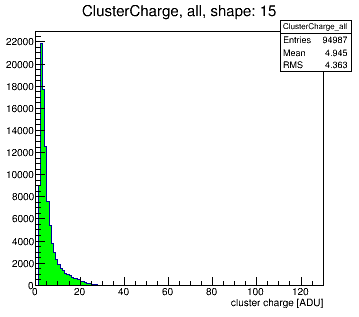 ClusterCharge, all, shape: 15
ClusterCharge_all
Entries 94987
Mean 4.945
RMS 4.363
22000
20000
18000
16000
14000
12000
10000
8000
6000
4000
2000
0
0 20 40 60 80 100 120
cluster charge [ADU]